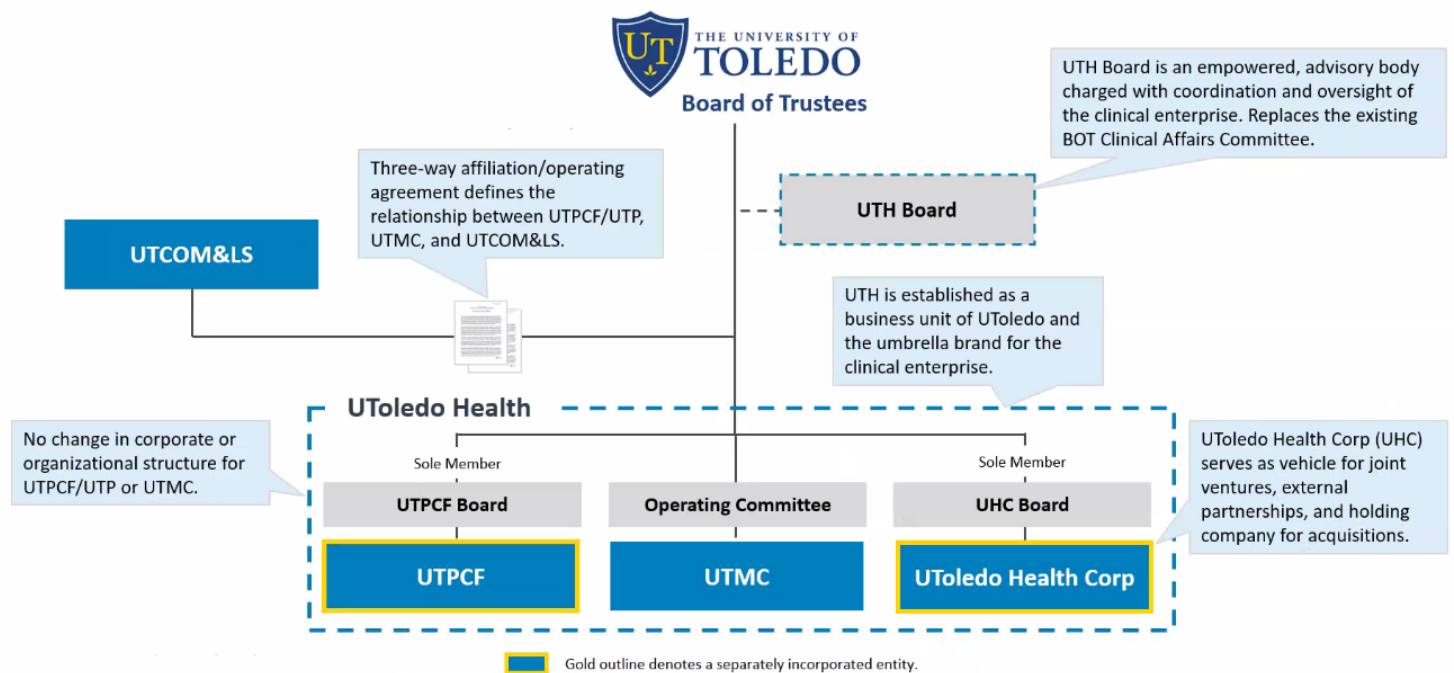 UT
THE UNIVERSITY OF
TOLEDO
Board of Trustees
UTH Board is an empowered, advisory body
charged with coordination and oversight of
the clinical enterprise. Replaces the existing
BOT Clinical Affairs Committee.
Three-way affiliation/operating
agreement defines the
relationship between UTPCF/UTP,
UTMC, and UTCOM&LS.
UTH Board
UTCOM&LS
UTH is established as a
business unit of UToledo and
the umbrella brand for the
clinical enterprise.
UToledo Health
No change in corporate or
organizational structure for
UTPCF/UTP or UTMC.
UToledo Health Corp (UHC)
serves as vehicle for joint
ventures, external
partnerships, and holding
company for acquisitions.
Sole Member
Sole Member
UTPCF Board
Operating Committee
UHC Board
UTPCF
UTMC
UToledo Health Corp
Gold outline denotes a separately incorporated entity.